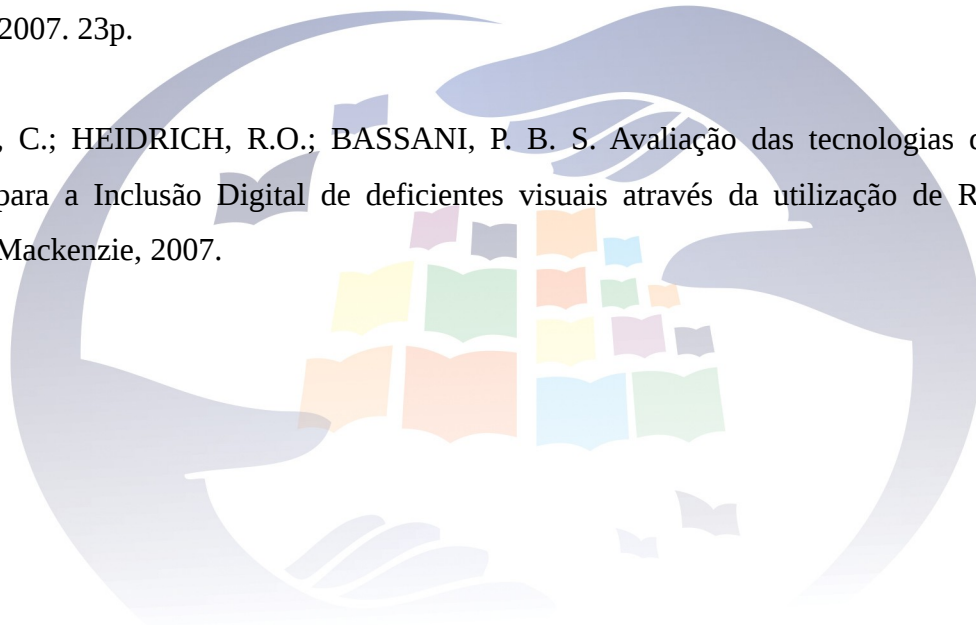 2007. 23p.
, C.; HEIDRICH, R.O.; BASSANI, P. B. S. Avaliação das tecnologias
para a Inclusão Digital de deficientes visuais através da utilização de
Mackenzie, 2007.